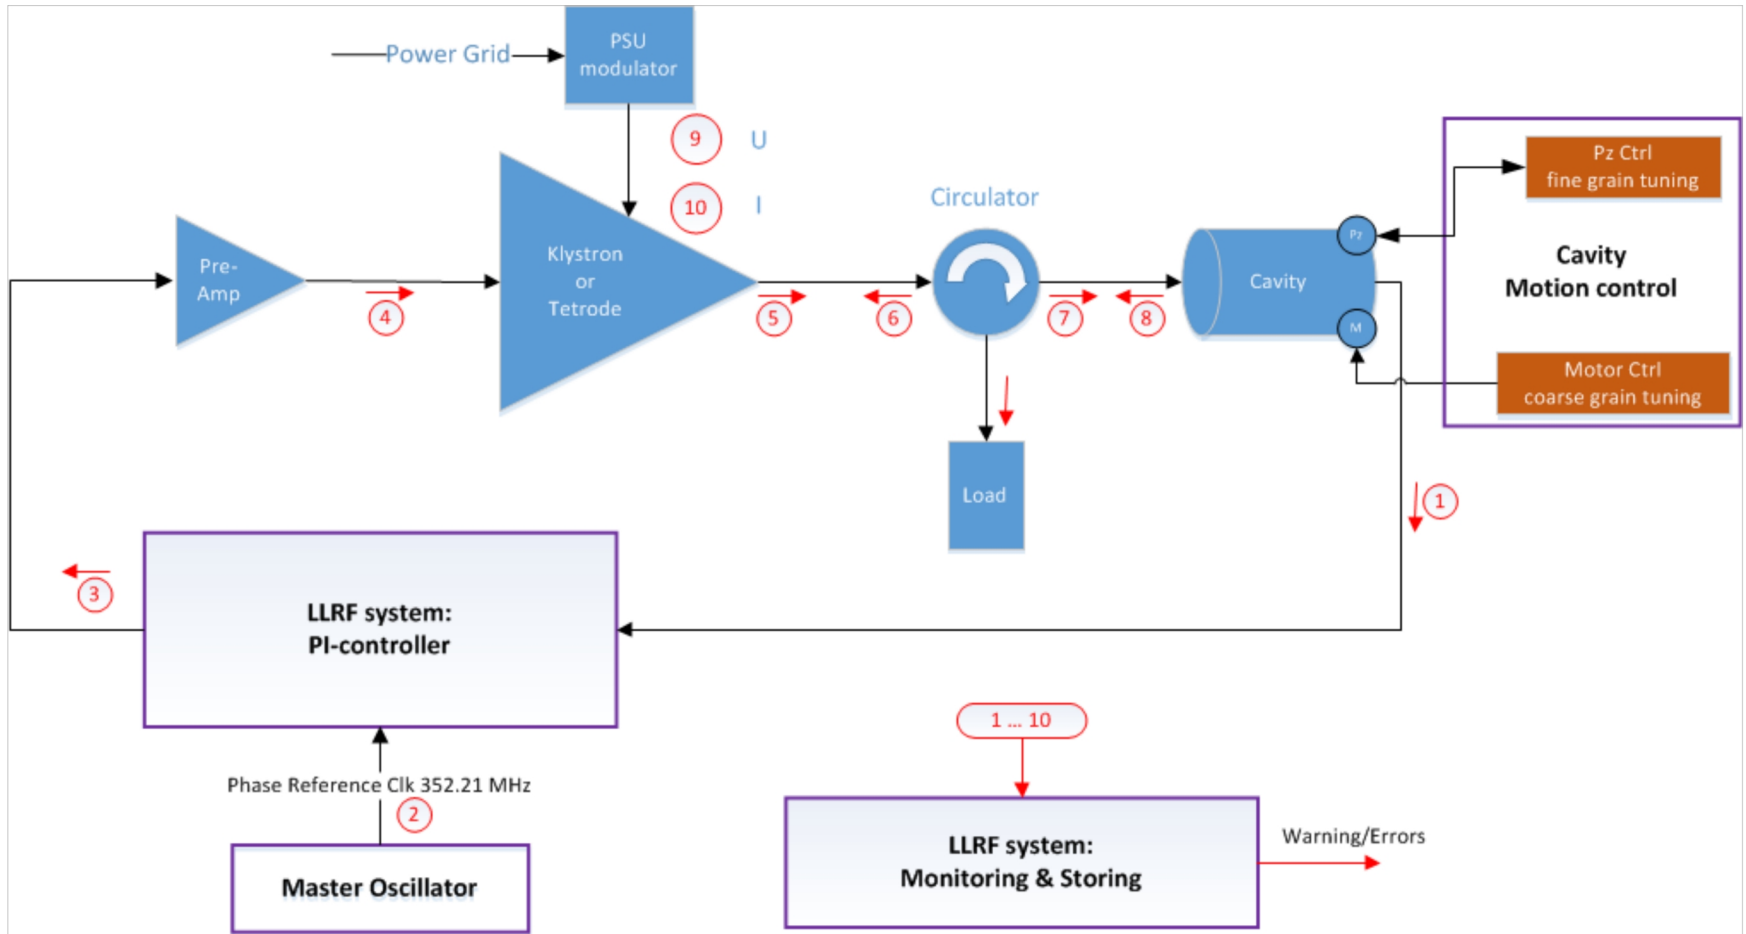 Power Grid
PSU
modulator
9
U
10
I
Pre-
Amp
4
Klystron
or
Tetrode
5
6
Circulator
7
8
Cavity
Pz
M
Pz Ctrl
fine grain tuning
Cavity
Motion control
Motor Ctrl
coarse grain tuning
Load
1
3
LLRF system:
PI-controller
Phase Reference Clk 352.21 MHz
2
Master Oscillator
1 ... 10
LLRF system:
Monitoring & Storing
Warning/Errors